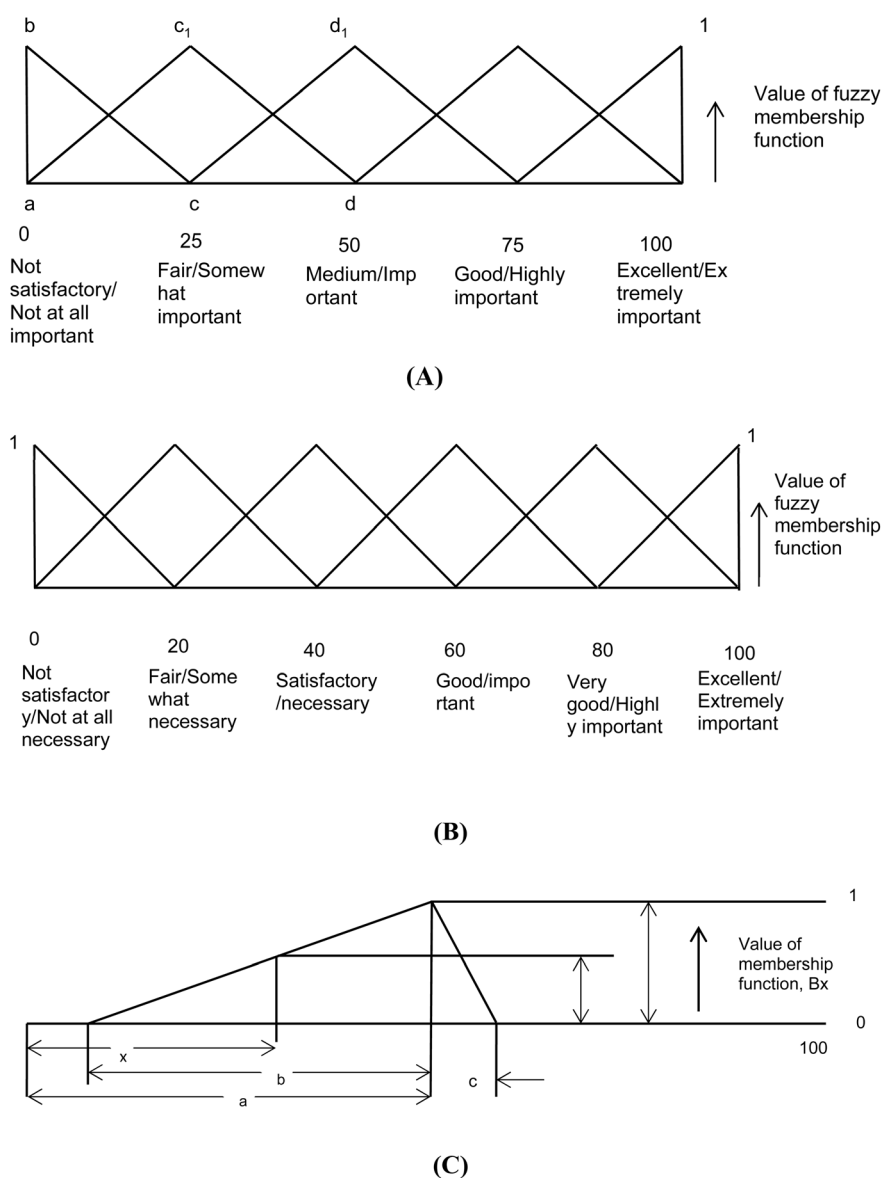 b
c₁
d₁
1
Value of fuzzy
membership
function
a
c
d
0
25
50
75
100
Not
satisfactory/
Not at all
important
Fair/Somew
hat
important
Medium/Imp
ortant
Good/Highly
important
Excellent/Ex
tremely
important
(A)
1
1
Value of
fuzzy
membership
function
0
20
40
60
80
100
Not
satisfactor
y/Not at all
necessary
Fair/Some
what
necessary
Satisfactory
/necessary
Good/impo
rtant
Very
good/Highl
y important
Excellent/
Extremely
important
(B)
1
Value of
membership
function, Bx
0
100
x
b
c
a
(C)